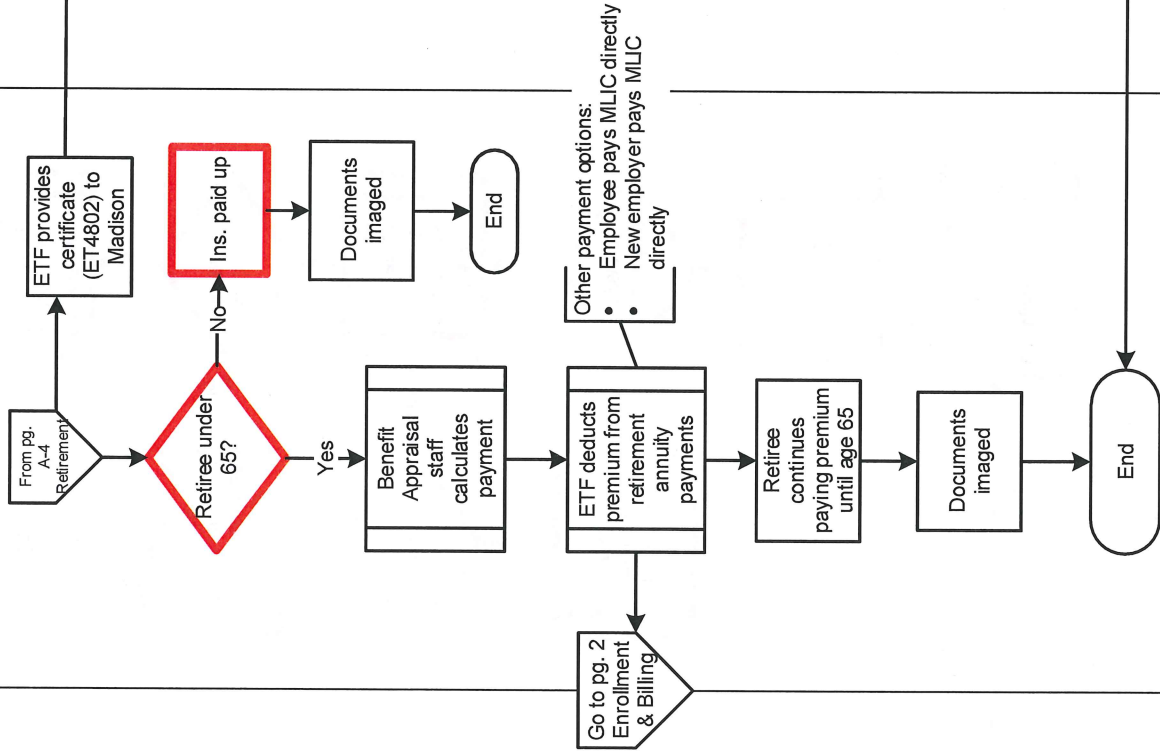 From pg.
A-4
Retirement
ETF provides
certificate
(ET4802) to
Madison
Retiree under
65?
No
Ins. paid up
Documents
imaged
End
Yes
Benefit
Appraisal
staff
calculates
payment
ETF deducts
premium from
retirement
annuity
payments
Other payment options:
• Employee pays MLIC directly
• New employer pays MLIC
directly
Go to pg. 2
Enrollment
& Billing
Retiree
continues
paying premium
until age 65
Documents
imaged
End